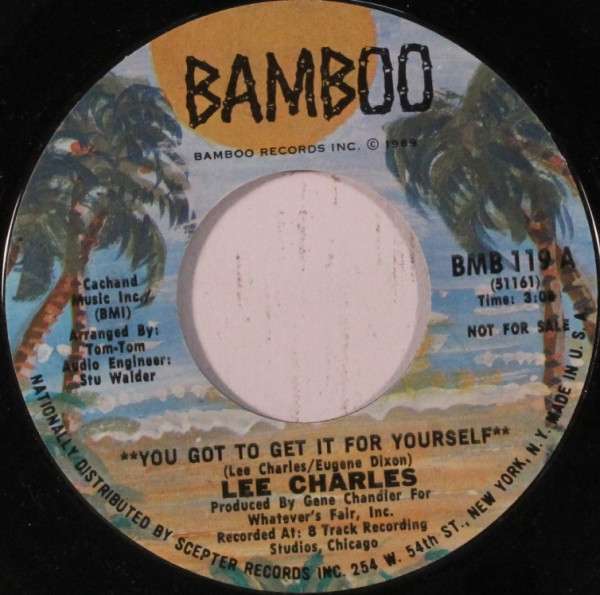 BAMBOO
BAMBOO RECORDS INC. © 1969
BMB 119 A
(51161)
Time:
NOT FOR SALE
Cachand
Music Inc.
(BMI)
Arranged By:
Tom-Tom
Audio Engineer:
Stu Walder
**YOU GOT TO GET IT FOR YOURSELF**
(Lee Charles/Eugene Dixon)
LEE CHARLES
Produced By Gene Chandler For
Whatever's Fair, Inc.
Recorded At: 8 Track Recording
Studios, Chicago
NATIONALLY DISTRIBUTED BY SCEPTER RECORDS INC. 254 W. 54th ST., NEW YORK, N. Y. MADE IN U. S. A.